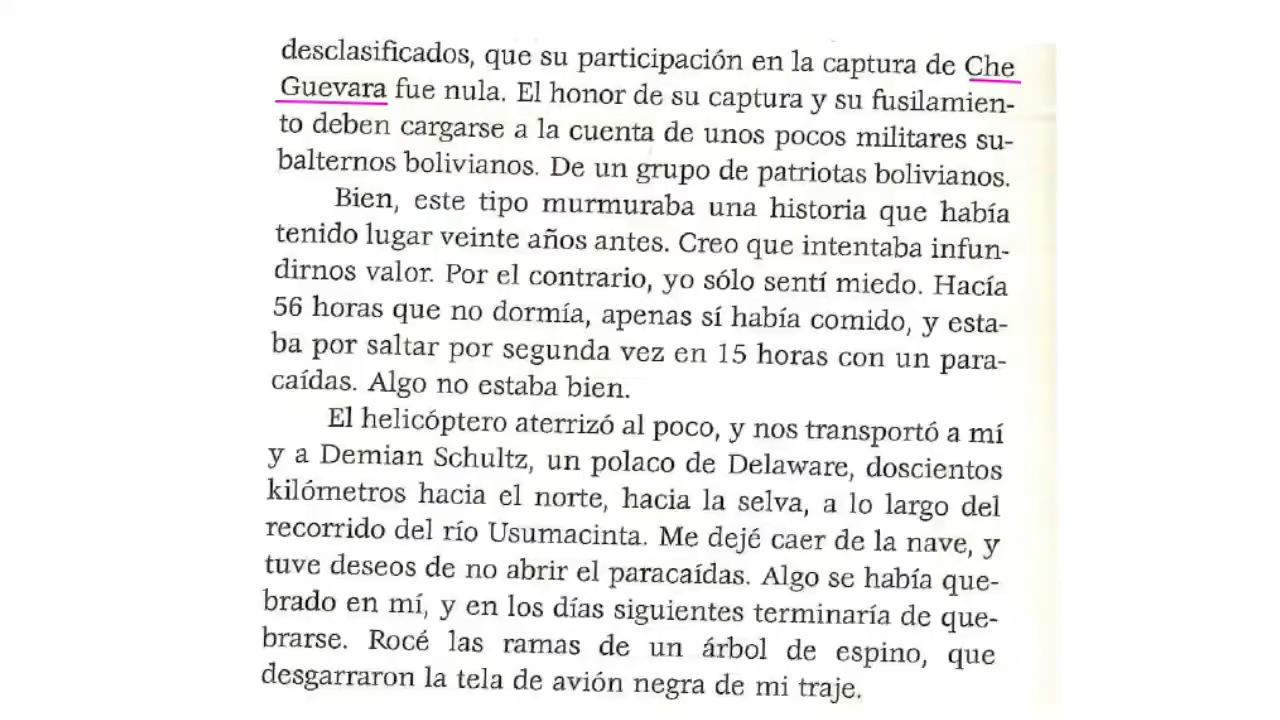 desclasificados, que su participación en la captura de Che
Guevara fue nula. El honor de su captura y su fusilamien-
to deben cargarse a la cuenta de unos pocos militares su-
balternos bolivianos. De un grupo de patriotas bolivianos.
Bien, este tipo murmuraba una historia que había
tenido lugar veinte años antes. Creo que intentaba infun-
dirnos valor. Por el contrario, yo sólo sentí miedo. Hacía
56 horas que no dormía, apenas sí había comido, y esta-
ba por saltar por segunda vez en 15 horas con un para-
caídas. Algo no estaba bien.
El helicóptero aterrizó al poco, y nos transportó a mí
y a Demian Schultz, un polaco de Delaware, doscientos
kilómetros hacia el norte, hacia la selva, a lo largo del
recorrido del río Usumacinta. Me dejé caer de la nave, y
tuve deseos de no abrir el paracaídas. Algo se había que-
brado en mí, y en los días siguientes terminaría de que-
brarse. Rocé las ramas de un árbol de espino, que
desgarraron la tela de avión negra de mi traje.